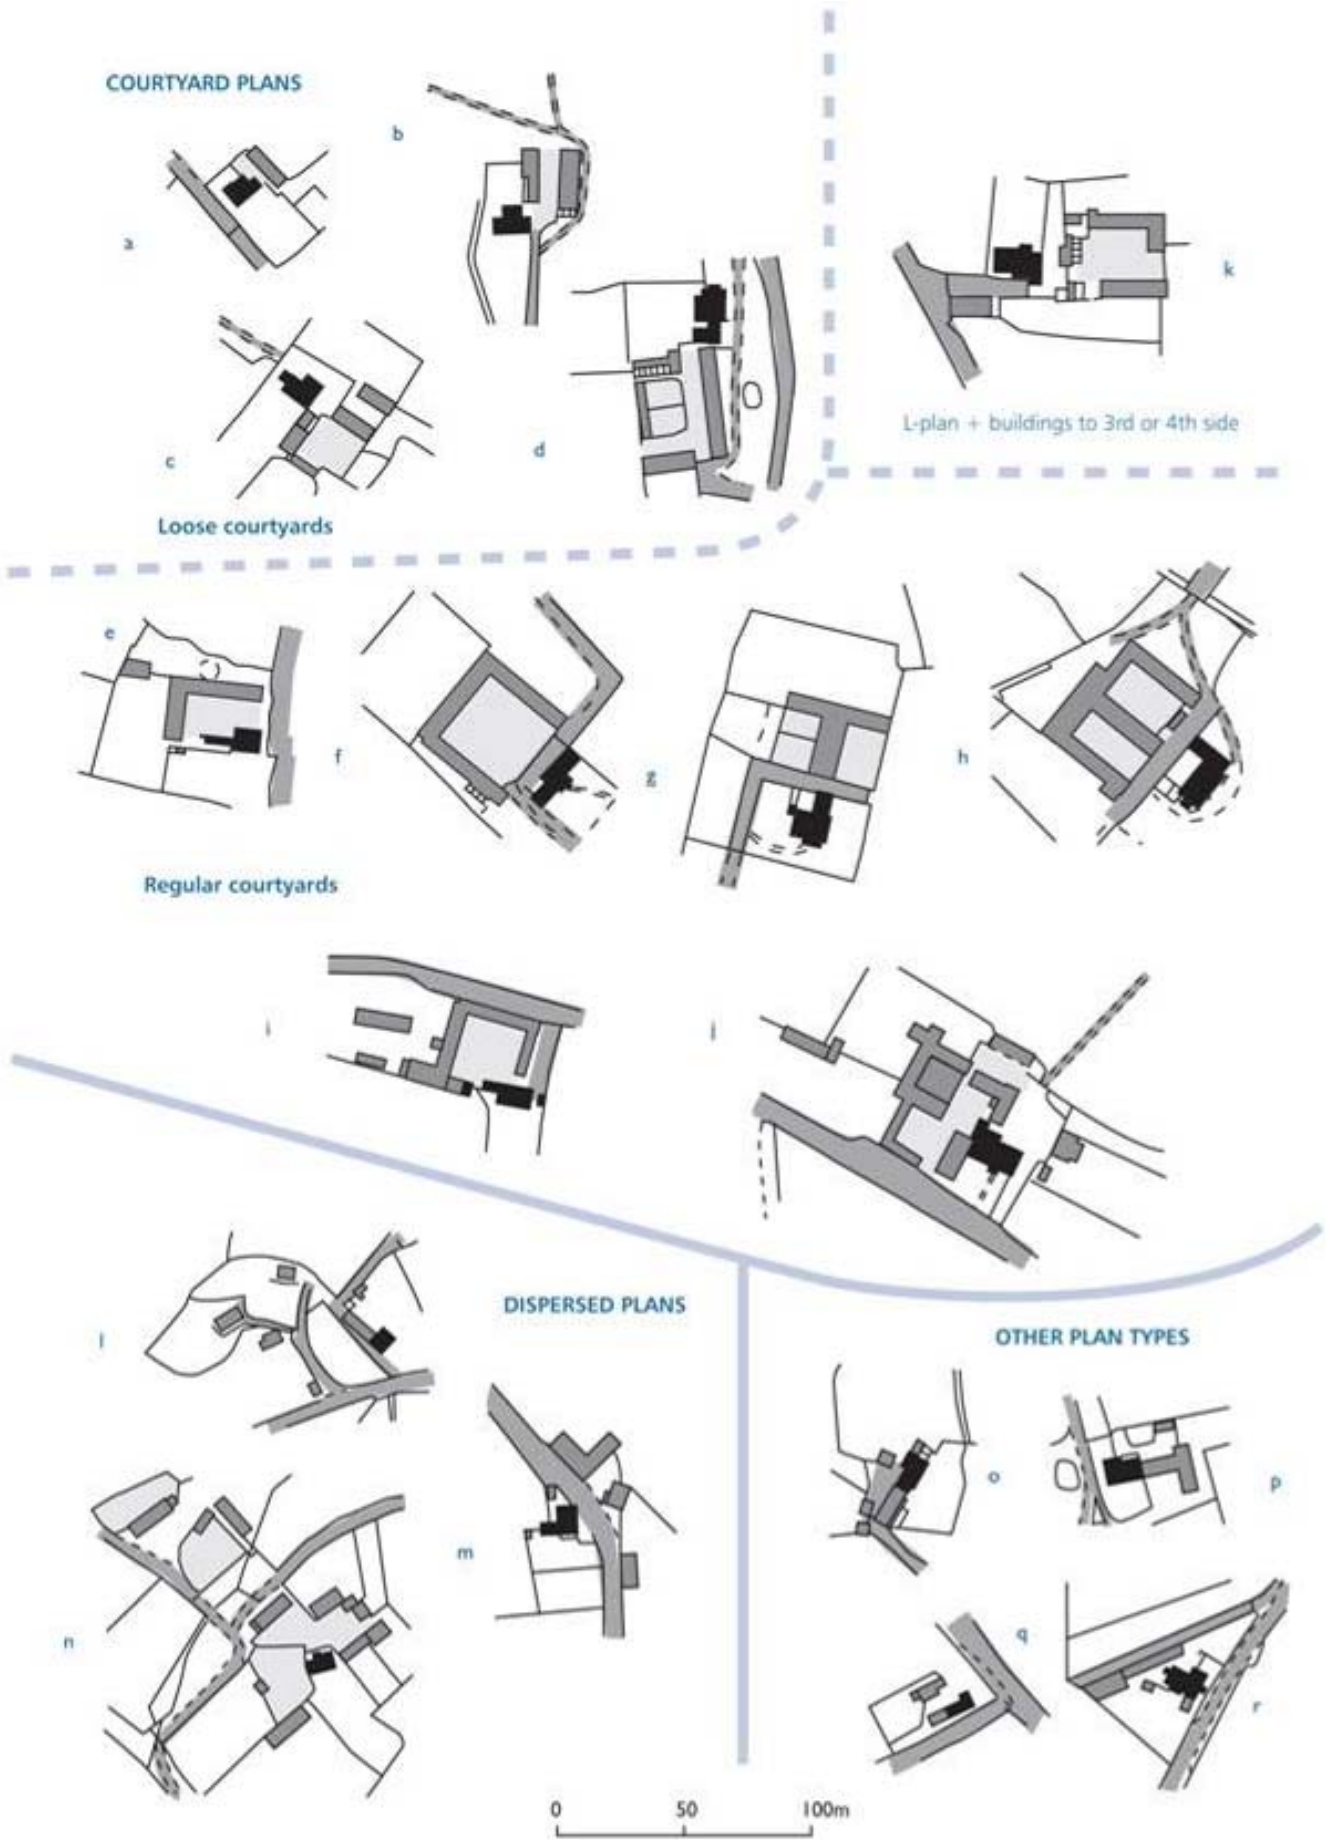 COURTYARD PLANS
b
a
k
L-plan + buildings to 3rd or 4th side
d
c
Loose courtyards
e
f
g
h
Regular courtyards
i
j
DISPERSED PLANS
OTHER PLAN TYPES
l
o
p
m
n
q
r
0 50 100m